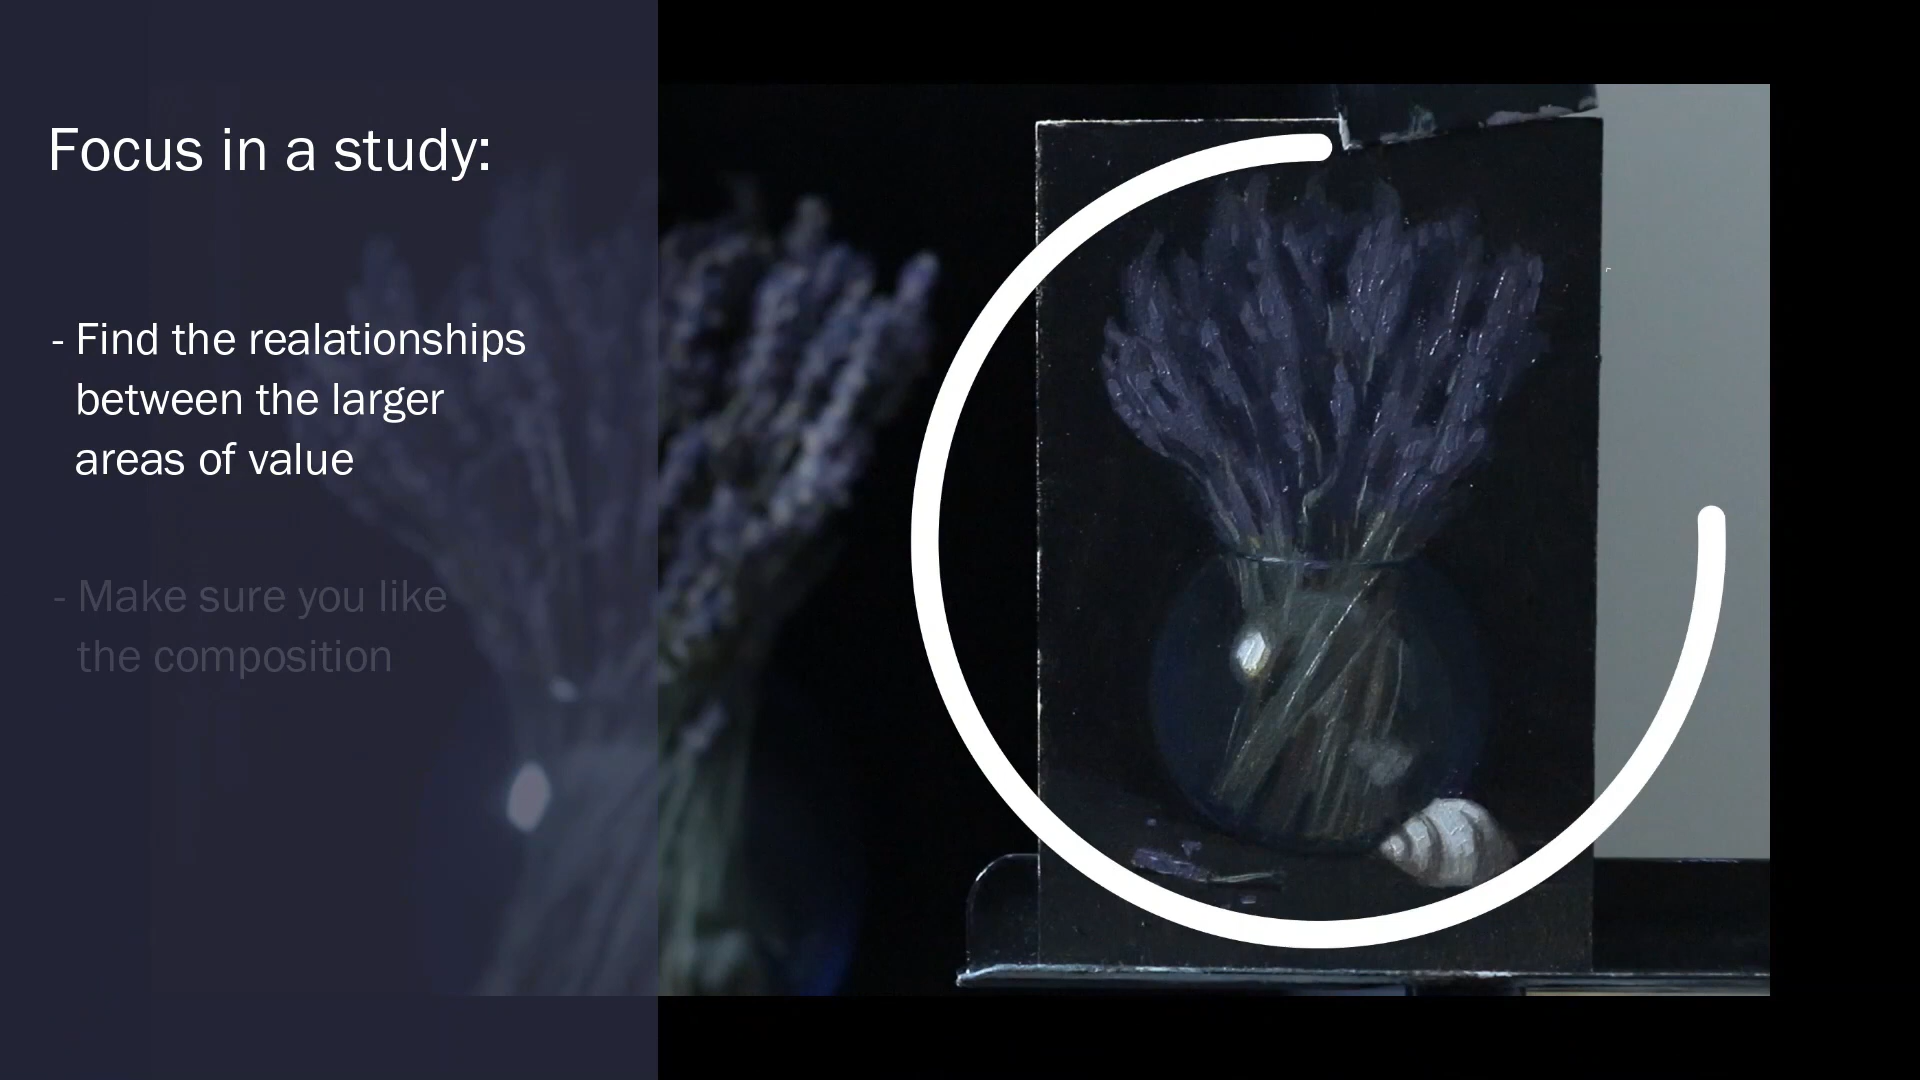 Focus in a study:
- Find the realationships
between the larger
areas of value
- Make sure you like
the composition